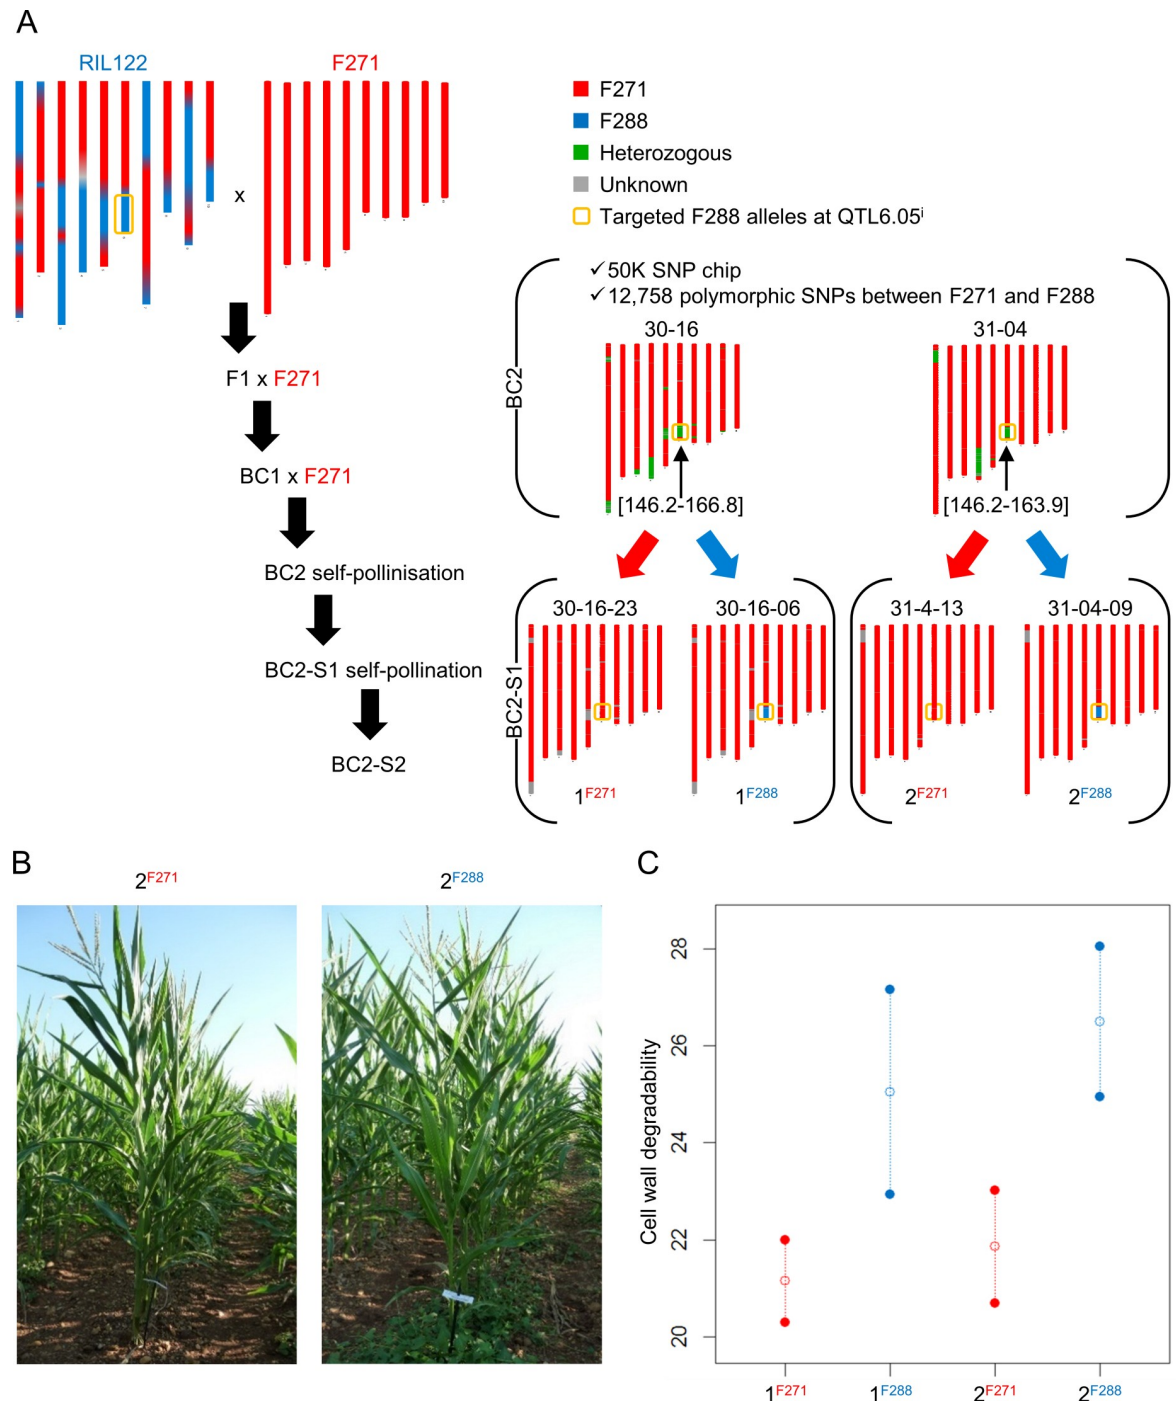 A
RIL122
F271
x
F271
F288
Heterozogous
Unknown
Targeted F288 alleles at QTL6.05ⁱ
F1 x F271
BC1 x F271
BC2 self-pollinisation
BC2-S1 self-pollination
BC2-S2
BC2
✓50K SNP chip
✓12,758 polymorphic SNPs between F271 and F288
30-16
31-04
[146.2-166.8]
[146.2-163.9]
BC2-S1
30-16-23
30-16-06
31-4-13
31-04-09
1F271
1F288
2F271
2F288
B
2F271
2F288
C
Cell wall degradability
28
26
24
22
20
1F271
1F288
2F271
2F288